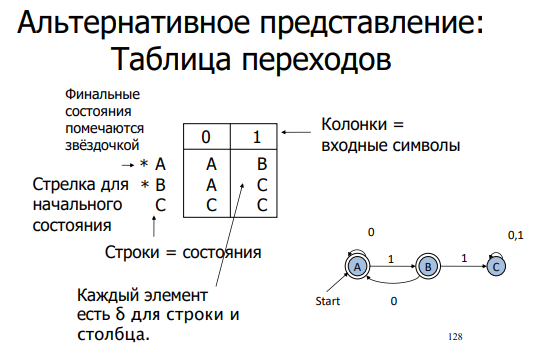 Альтернативное представление:
Таблица переходов
Финальные
состояния
помечаются
звёздочкой
0 1
Колонки =
входные символы
* A A B
* B A C
C C C
Стрелка для
начального
состояния
Строки = состояния
Каждый элемент
есть δ для строки и
столбца.
0
0,1
A 1 B 1 C
Start
0
128